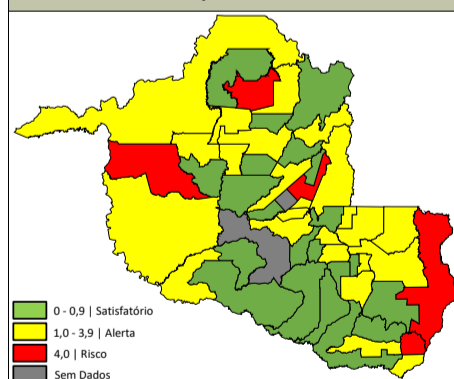 0 - 0,9 | Satisfatório
1,0 - 3,9 | Alerta
4,0 | Risco
Sem Dados